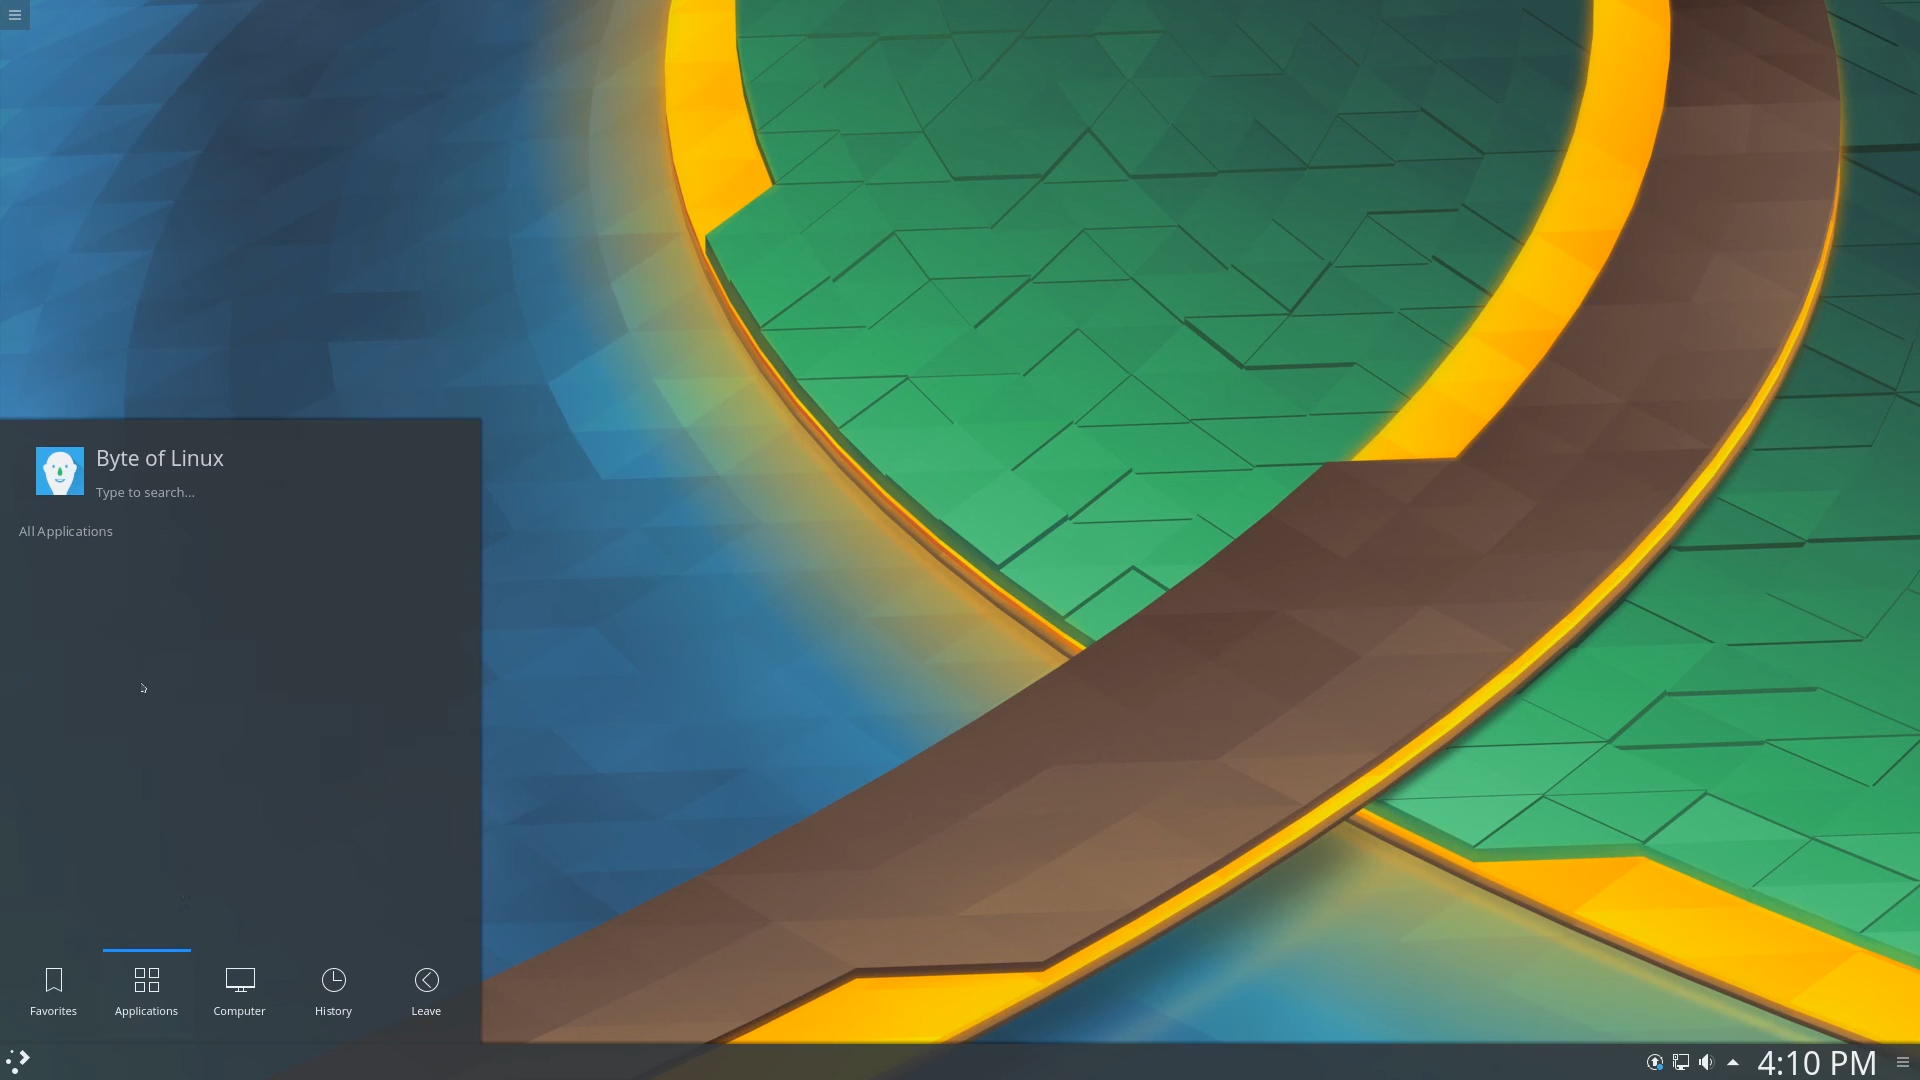 Byte of Linux
Type to search...
All Applications
Favorites
Applications
Computer
History
Leave
4:10 PM